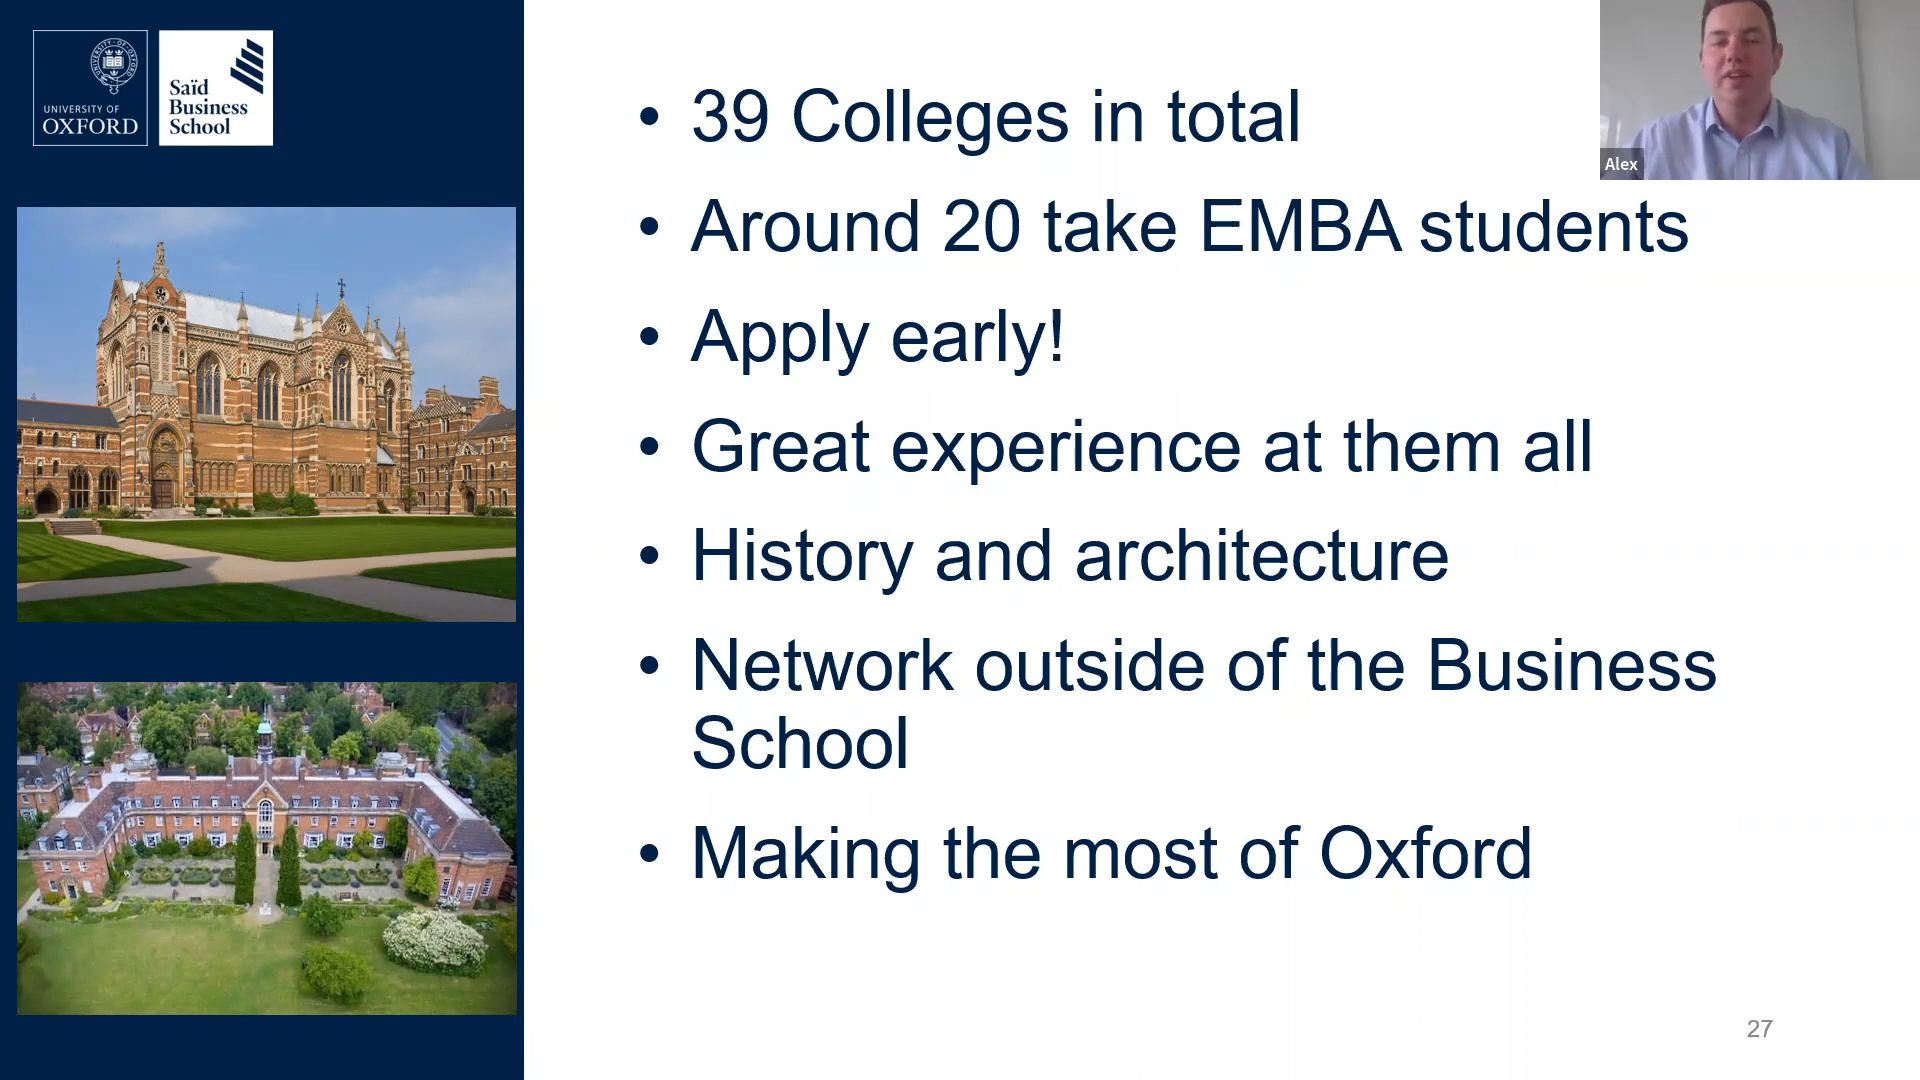 UNIVERSITY OF
OXFORD
Saïd
Business
School
• 39 Colleges in total
• Around 20 take EMBA students
• Apply early!
• Great experience at them all
• History and architecture
• Network outside of the Business
School
• Making the most of Oxford
Alex
27